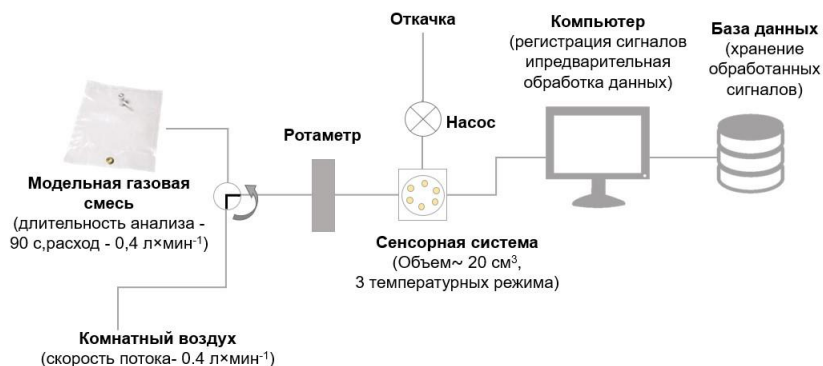 Откачка
Компьютер
(регистрация сигналов
ипредварительная
обработка данных)
База данных
(хранение
обработанных
сигналов)
Насос
Ротаметр
Модельная газовая
смесь
(длительность анализа -
90 с,расход - 0,4 л×мин⁻¹)
Сенсорная система
(Объем~ 20 см³,
3 температурных режима)
Комнатный воздух
(скорость потока- 0.4 л×мин⁻¹)